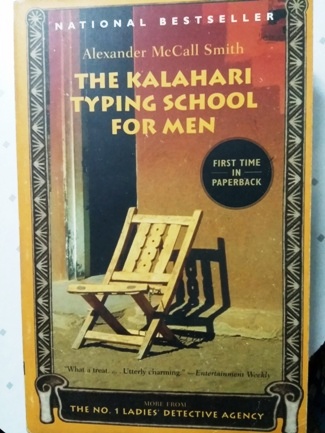 NATIONAL BESTSELLER
Alexander McCall Smith
THE KALAHARI
TYPING SCHOOL
FOR MEN
FIRST TIME
IN
PAPERBACK
"What a treat. . . . Utterly charming." —Entertainment Weekly
MORE FROM
THE NO. 1 LADIES' DETECTIVE AGENCY